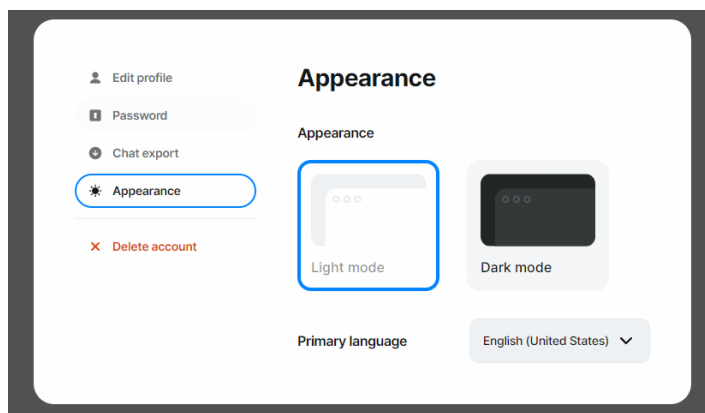 Edit profile
Password
Chat export
Appearance
Delete account
Appearance
Appearance
Light mode
Dark mode
Primary language
English (United States)